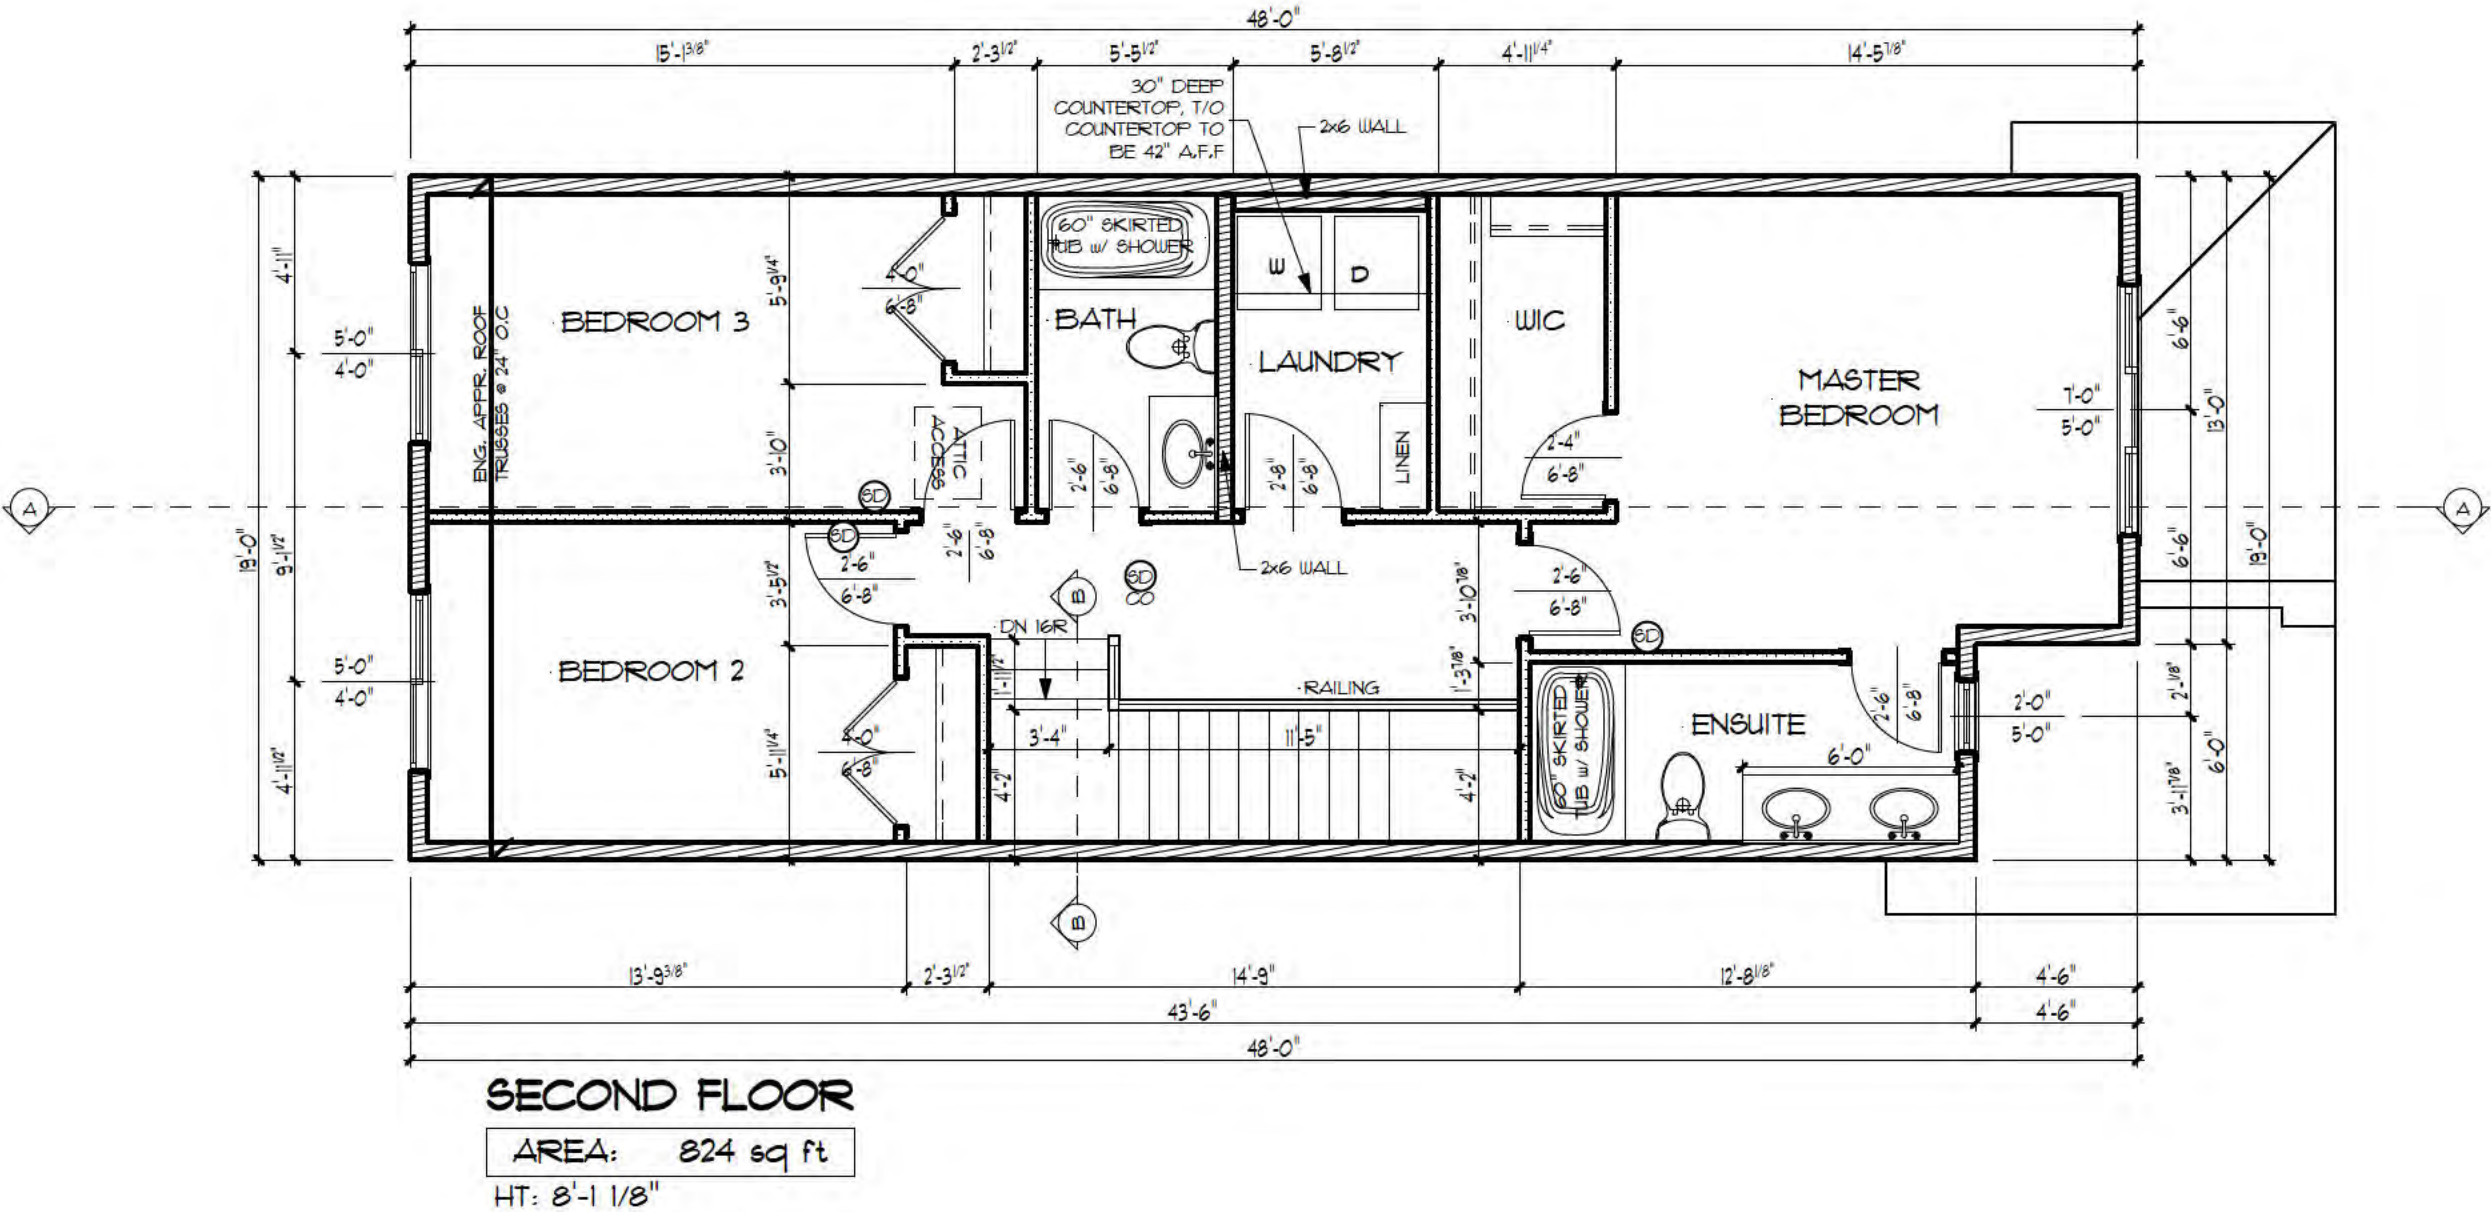 48'-0"
15'-1 3/8" 2'-3 1/2" 5'-5 1/2" 5'-8 1/2" 4'-11 1/4" 14'-5 7/8"
30" DEEP
COUNTERTOP, T/O
COUNTERTOP TO
BE 42" A.F.F
2x6 WALL
60" SKIRTED
TUB w/ SHOWER
W D
4'-11"
5'-9 1/4"
4'-0"
6'-8"
BEDROOM 3
BATH
LAUNDRY
WIC
MASTER
BEDROOM
5'-0"
4'-0"
ENG. APPR. ROOF
TRUSSES @ 24" O.C
7'-0"
5'-0"
6'-6"
13'-0"
3'-10"
ATTIC
ACCESS
2'-6"
6'-8"
2'-8"
6'-8"
LINEN
2'-4"
6'-8"
SD
A
A
19'-0"
9'-1 1/2"
SD
2'-6"
6'-8"
2'-6"
6'-8"
3'-5 1/2"
SD
CO
2x6 WALL
B
3'-10 7/8"
2'-6"
6'-8"
6'-6"
19'-0"
DN 16R
SD
BEDROOM 2
5'-0"
4'-0"
1'-11 1/2"
RAILING
1'-3 7/8"
60" SKIRTED
TUB w/ SHOWER
ENSUITE
2'-6"
6'-8"
2'-0"
5'-0"
2'-1 1/8"
4'-11 1/2"
5'-11 1/4"
4'-0"
6'-8"
3'-4"
11'-5"
4'-2"
4'-2"
6'-0"
3'-11 7/8"
6'-0"
B
13'-9 3/8" 2'-3 1/2" 14'-9" 12'-8 1/8" 4'-6"
43'-6" 4'-6"
48'-0"
SECOND FLOOR
AREA: 824 sq ft
HT: 8'-1 1/8"